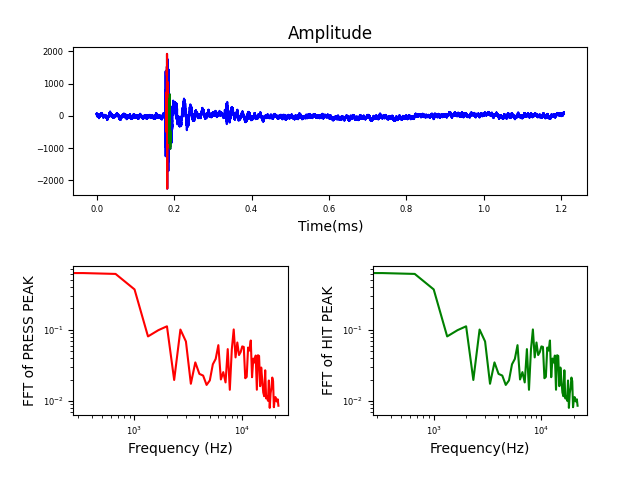 Amplitude
2000
1000
0
−1000
−2000
0.0 0.2 0.4 0.6 0.8 1.0 1.2
Time(ms)
FFT of PRESS PEAK
10⁻¹
10⁻²
10³ 10⁴
Frequency (Hz)
FFT of HIT PEAK
10⁻¹
10⁻²
10³ 10⁴
Frequency(Hz)